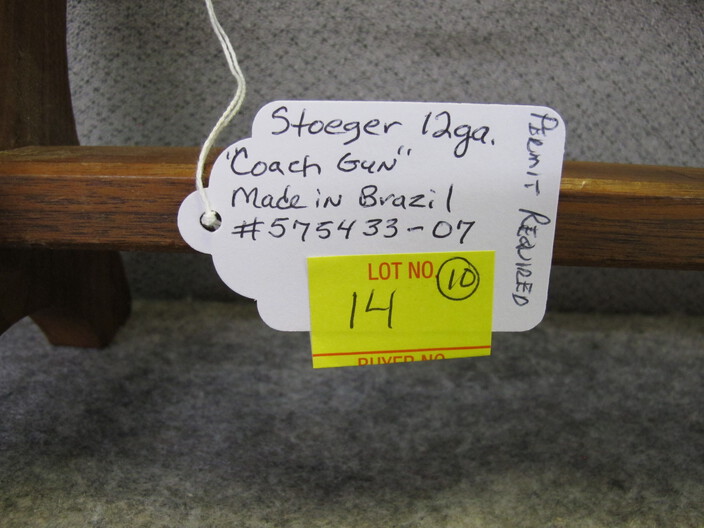 Stoeger 12ga.
"Coach Gun"
Made in Brazil
#575433-07
PERMIT REQUIRED
LOT NO. 10
14
BUYER NO.